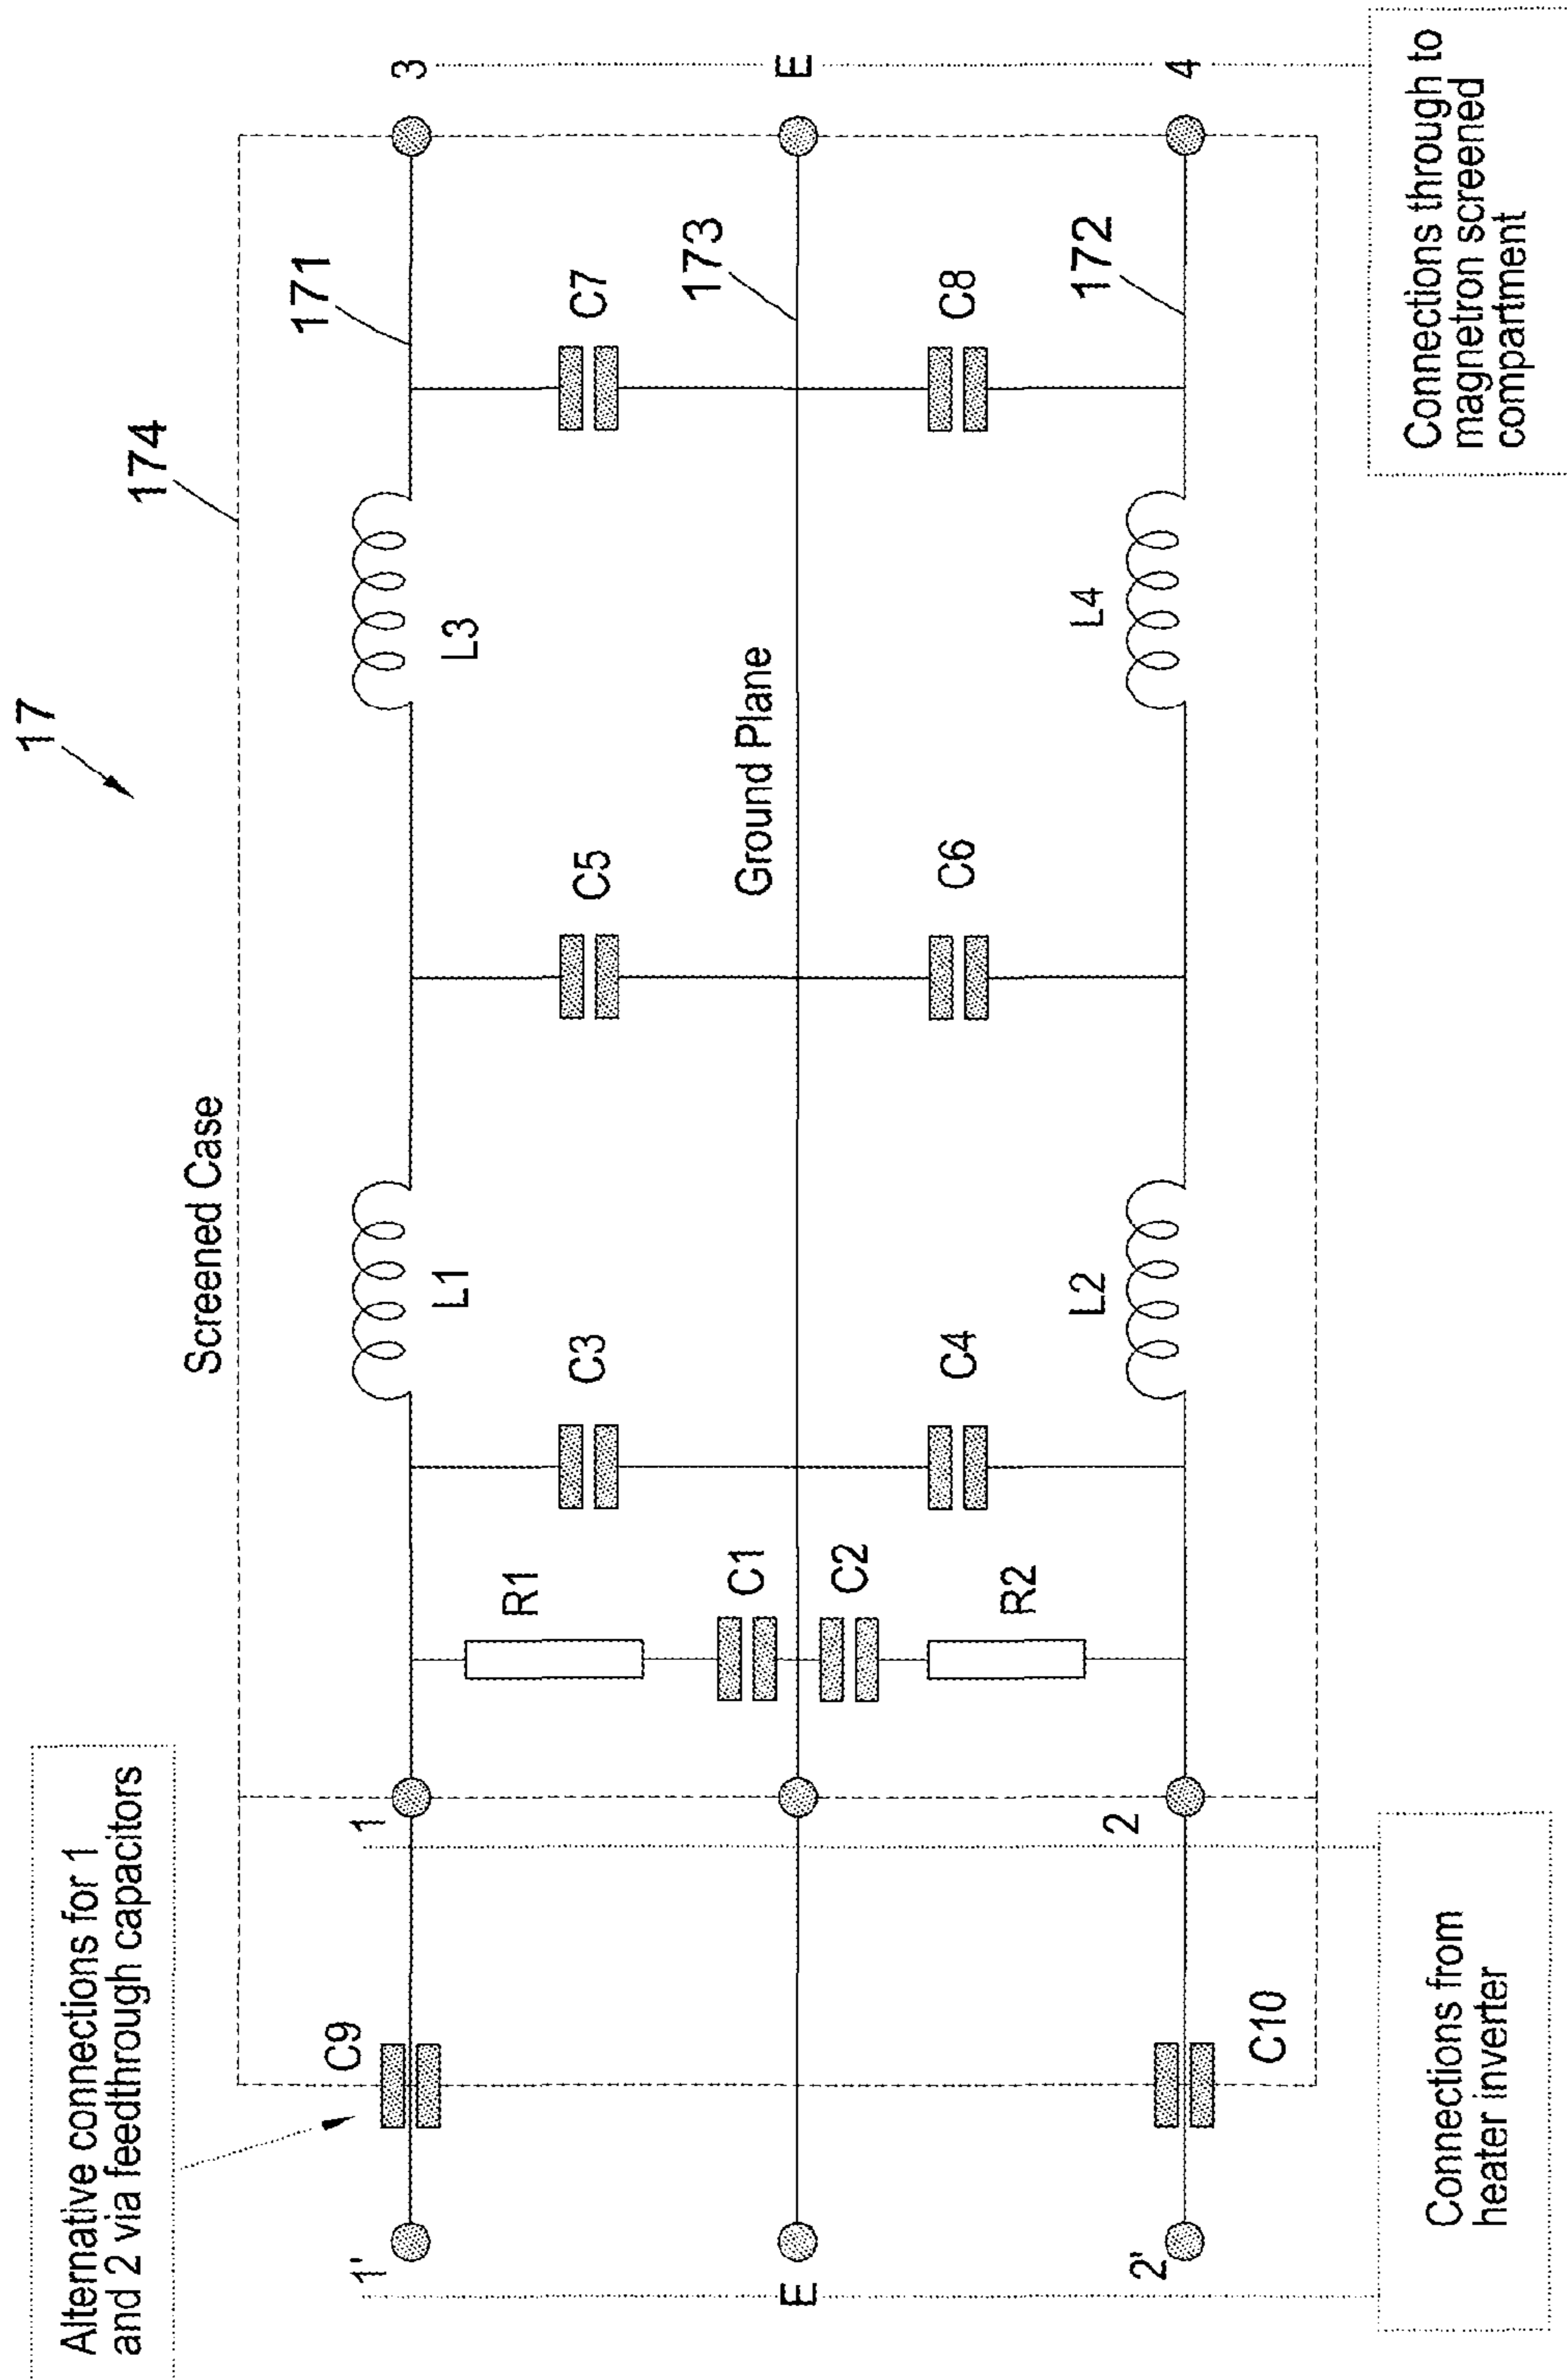 17
174
Screened Case
Alternative connections for 1
and 2 via feedthrough capacitors
171
3
L1
L3
C9
1'
1
R1
C3
C5
C7
C1
Ground Plane
173
E
E
C2
C4
C6
C8
R2
L2
L4
172
2'
2
4
C10
Connections from
heater inverter
Connections through to
magnetron screened
compartment